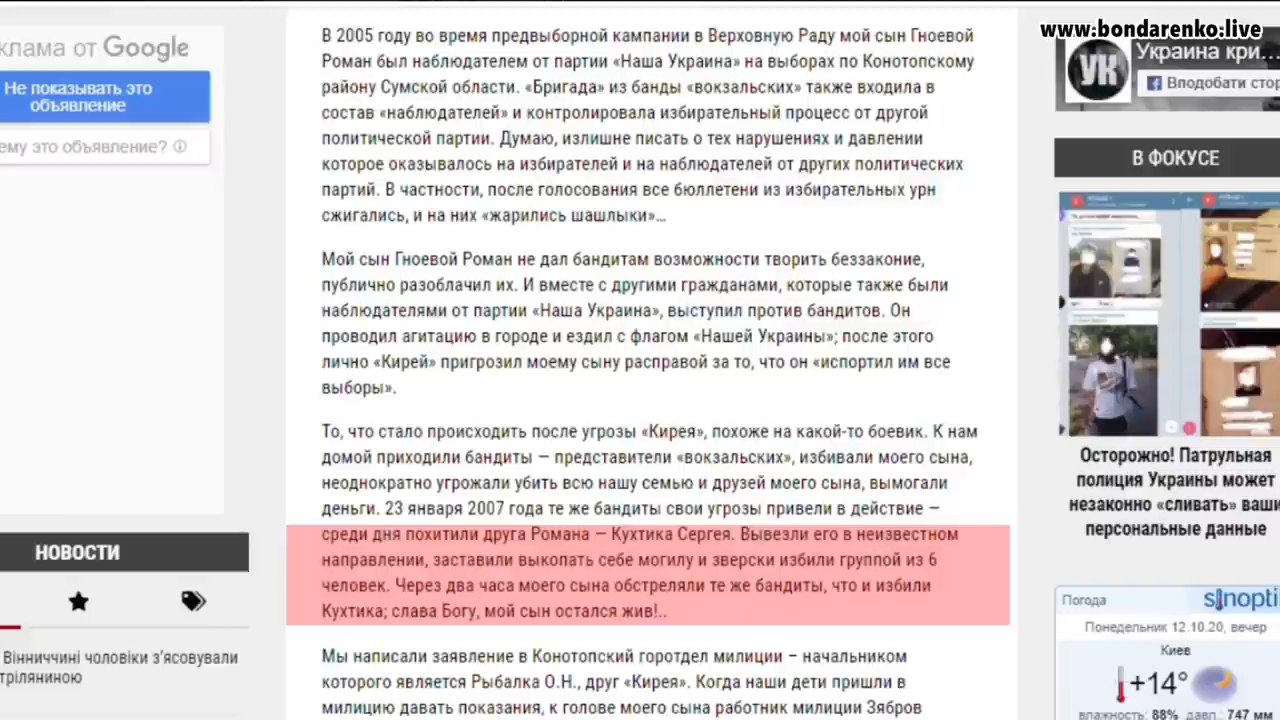 www.bondarenko.live
клама от Google
Не показывать это
объявление
ему это объявление?
В 2005 году во время предвыборной кампании в Верховную Раду мой сын Гноевой
Роман был наблюдателем от партии «Наша Украина» на выборах по Конотопскому
району Сумской области. «Бригада» из банды «вокзальских» также входила в
состав «наблюдателей» и контролировала избирательный процесс от другой
политической партии. Думаю, излишне писать о тех нарушениях и давлении
которое оказывалось на избирателей и на наблюдателей от других политических
партий. В частности, после голосования все бюллетени из избирательных урн
сжигались, и на них «жарились шашлыки»…
Мой сын Гноевой Роман не дал бандитам возможности творить беззаконие,
публично разоблачил их. И вместе с другими гражданами, которые также были
наблюдателями от партии «Наша Украина», выступил против бандитов. Он
проводил агитацию в городе и ездил с флагом «Нашей Украины»; после этого
лично «Кирей» пригрозил моему сыну расправой за то, что он «испортил им все
выборы».
То, что стало происходить после угрозы «Кирея», похоже на какой-то боевик. К нам
домой приходили бандиты — представители «вокзальских», избивали моего сына,
неоднократно угрожали убить всю нашу семью и друзей моего сына, вымогали
деньги. 23 января 2007 года те же бандиты свои угрозы привели в действие —
среди дня похитили друга Романа — Кухтика Сергея. Вывезли его в неизвестном
направлении, заставили выкопать себе могилу и зверски избили группой из 6
человек. Через два часа моего сына обстреляли те же бандиты, что и избили
Кухтика; слава Богу, мой сын остался жив!..
Мы написали заявление в Конотопский горотдел милиции – начальником
которого является Рыбалка О.Н., друг «Кирея». Когда наши дети пришли в
милицию давать показания, к голове моего сына работник милиции Зябров
НОВОСТИ
Вінниччині чоловіки з'ясовували
тріляниною
УК
Украина кри...
Вподобати стор
В ФОКУСЕ
Осторожно! Патрульная
полиция Украины может
незаконно «сливать» ваши
персональные данные
Погода
sinopti
Понедельник 12.10.20, вечер
Киев
+14°
влажность: 88% давл.: 747 мм